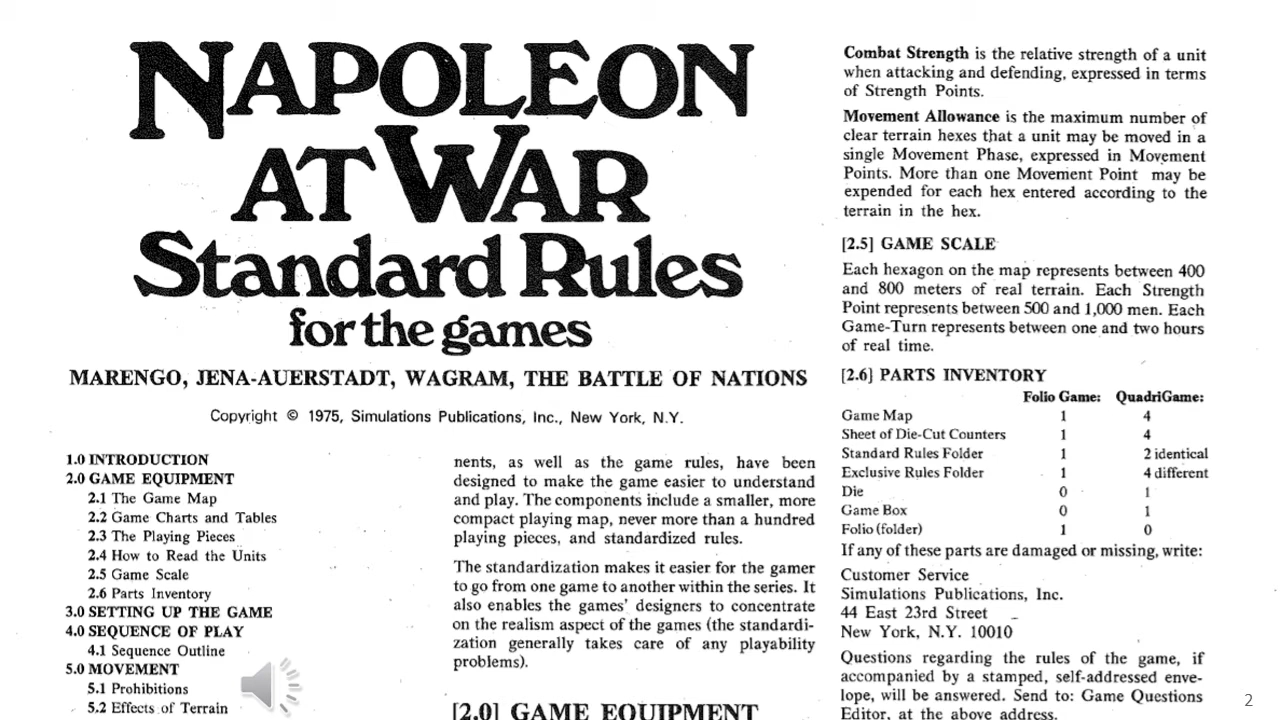 NAPOLEON
AT WAR
Standard Rules
for the games
MARENGO, JENA-AUERSTADT, WAGRAM, THE BATTLE OF NATIONS
Copyright © 1975, Simulations Publications, Inc., New York, N.Y.
1.0 INTRODUCTION
2.0 GAME EQUIPMENT
2.1 The Game Map
2.2 Game Charts and Tables
2.3 The Playing Pieces
2.4 How to Read the Units
2.5 Game Scale
2.6 Parts Inventory
3.0 SETTING UP THE GAME
4.0 SEQUENCE OF PLAY
4.1 Sequence Outline
5.0 MOVEMENT
5.1 Prohibitions
5.2 Effects of Terrain
nents, as well as the game rules, have been
designed to make the game easier to understand
and play. The components include a smaller, more
compact playing map, never more than a hundred
playing pieces, and standardized rules.
The standardization makes it easier for the gamer
to go from one game to another within the series. It
also enables the games' designers to concentrate
on the realism aspect of the games (the standardi-
zation generally takes care of any playability
problems).
[2.0] GAME EQUIPMENT
Combat Strength is the relative strength of a unit
when attacking and defending, expressed in terms
of Strength Points.
Movement Allowance is the maximum number of
clear terrain hexes that a unit may be moved in a
single Movement Phase, expressed in Movement
Points. More than one Movement Point may be
expended for each hex entered according to the
terrain in the hex.
[2.5] GAME SCALE
Each hexagon on the map represents between 400
and 800 meters of real terrain. Each Strength
Point represents between 500 and 1,000 men. Each
Game-Turn represents between one and two hours
of real time.
[2.6] PARTS INVENTORY
Folio Game: QuadriGame:
Game Map 1 4
Sheet of Die-Cut Counters 1 4
Standard Rules Folder 1 2 identical
Exclusive Rules Folder 1 4 different
Die 0 1
Game Box 0 1
Folio (folder) 1 0
If any of these parts are damaged or missing, write:
Customer Service
Simulations Publications, Inc.
44 East 23rd Street
New York, N.Y. 10010
Questions regarding the rules of the game, if
accompanied by a stamped, self-addressed enve-
lope, will be answered. Send to: Game Questions
Editor, at the above address.
2